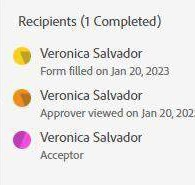 Recipients (1 Completed)
Veronica Salvador
Form filled on Jan 20, 2023
Veronica Salvador
Approver viewed on Jan 20, 202
Veronica Salvador
Acceptor